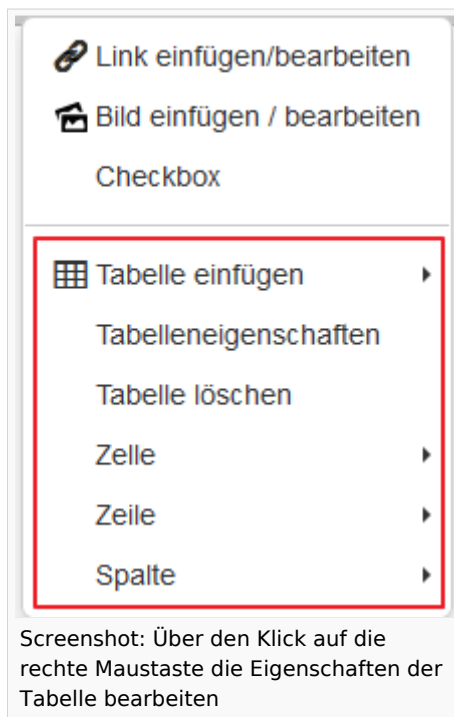 Link einfügen/bearbeiten
Bild einfügen / bearbeiten
Checkbox
Tabelle einfügen
Tabelleneigenschaften
Tabelle löschen
Zelle
Zeile
Spalte
Screenshot: Über den Klick auf die
rechte Maustaste die Eigenschaften der
Tabelle bearbeiten